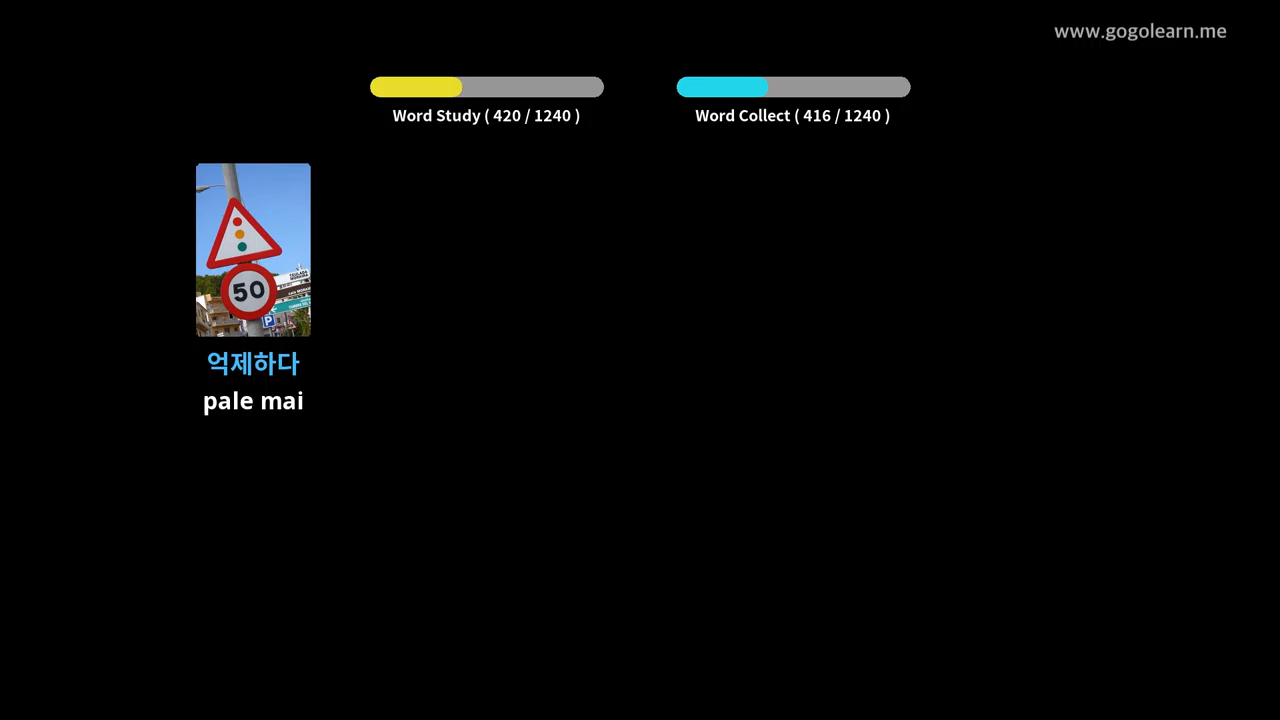 www.gogolearn.me
Word Study ( 420 / 1240 )
Word Collect ( 416 / 1240 )
50
P
억제하다
pale mai